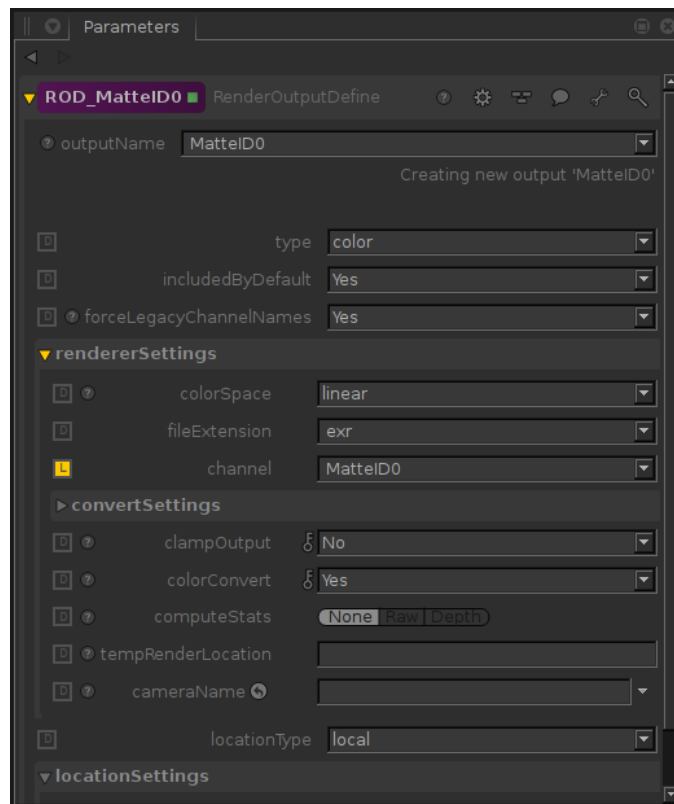 Parameters
ROD_MatteID0 RenderOutputDefine
outputName MatteID0
Creating new output 'MatteID0'
D type color
D includedByDefault Yes
D forceLegacyChannelNames Yes
rendererSettings
D colorSpace linear
D fileExtension exr
L channel MatteID0
convertSettings
D clampOutput No
D colorConvert Yes
D computeStats None Raw Depth
D tempRenderLocation
D cameraName
D locationType local
locationSettings